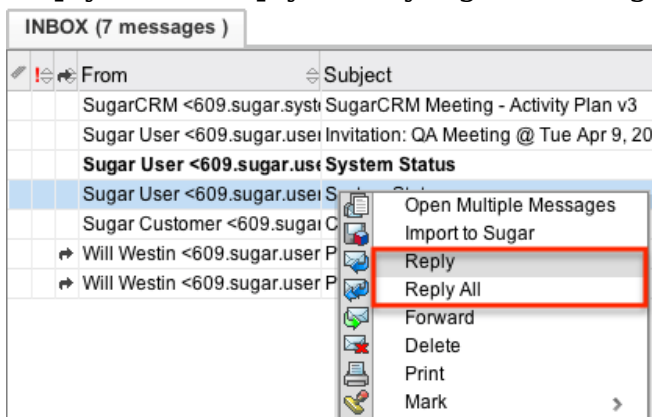 INBOX (7 messages )
! From Subject
SugarCRM <609.sugar.syst SugarCRM Meeting - Activity Plan v3
Sugar User <609.sugar.user Invitation: QA Meeting @ Tue Apr 9, 20
Sugar User <609.sugar.use System Status
Sugar User <609.sugar.user
Open Multiple Messages
Sugar Customer <609.sugar C
Import to Sugar
Will Westin <609.sugar.user P
Reply
Will Westin <609.sugar.user P
Reply All
Forward
Delete
Print
Mark >